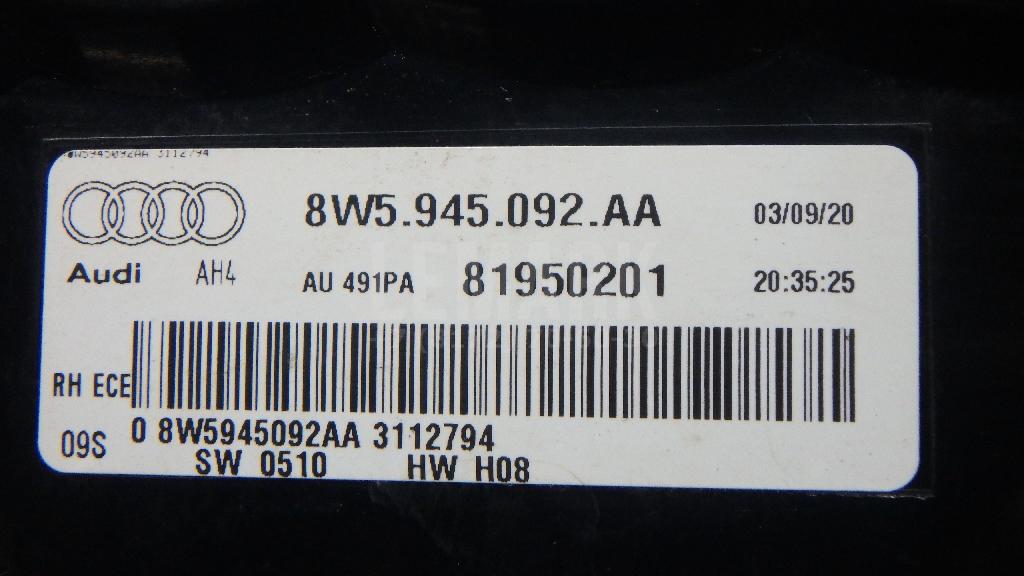 8W5945092AA 3112794
8W5.945.092.AA 03/09/20
Audi AH4 AU 491PA 81950201 20:35:25
LEMARK
RH ECE
09S 0 8W5945092AA 3112794
SW 0510 HW H08